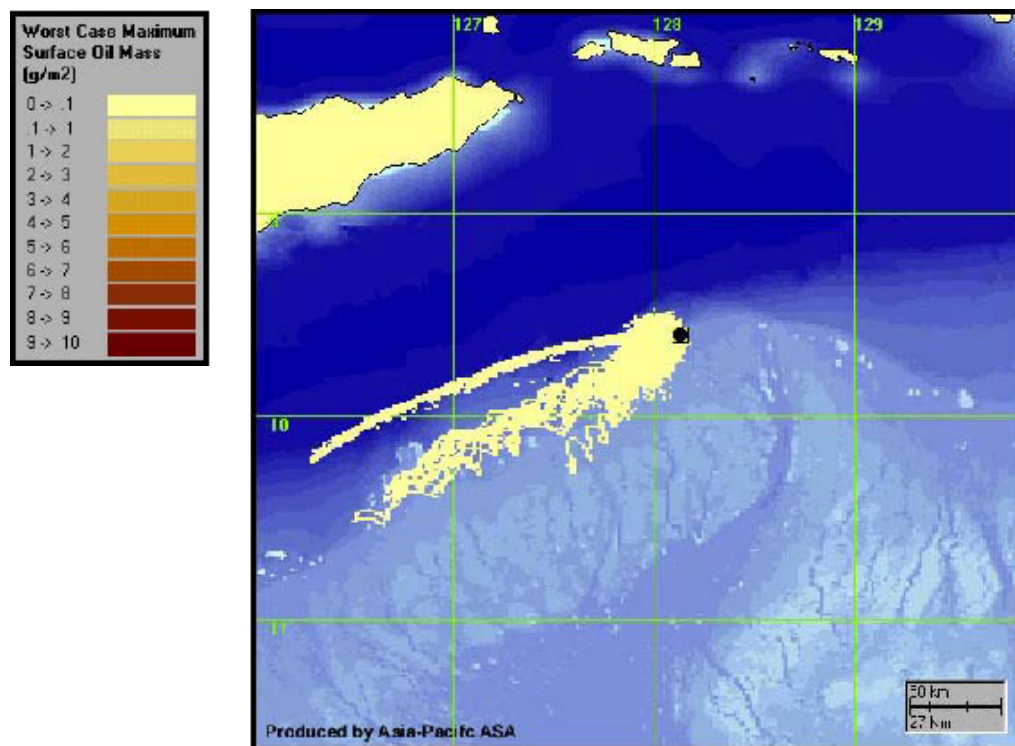 Worst Case Maximum
Surface Oil Mass
(g/m2)
0 -> .1
.1 -> 1
1 -> 2
2 -> 3
3 -> 4
4 -> 5
5 -> 6
6 -> 7
7 -> 8
8 -> 9
9 -> 10
127 128 129
10
11
50 km
27 nm
Produced by Asia-Pacifc ASA